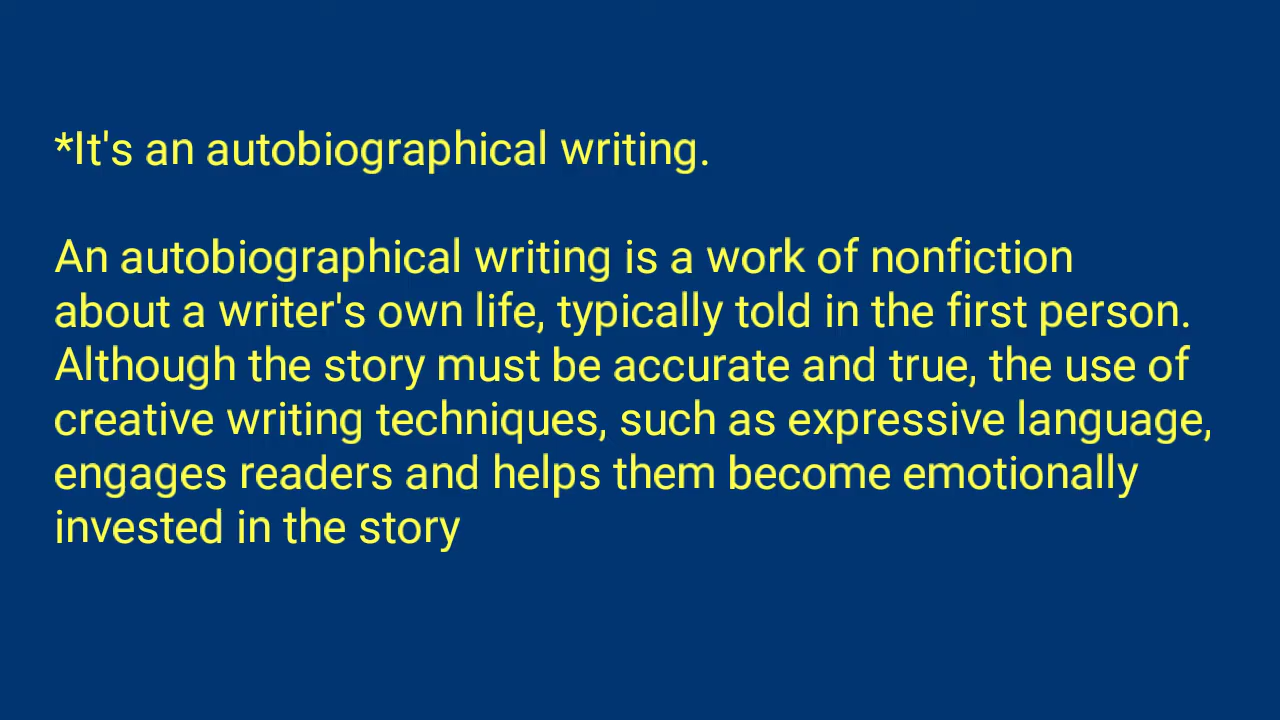 *It's an autobiographical writing.
An autobiographical writing is a work of nonfiction
about a writer's own life, typically told in the first person.
Although the story must be accurate and true, the use of
creative writing techniques, such as expressive language,
engages readers and helps them become emotionally
invested in the story